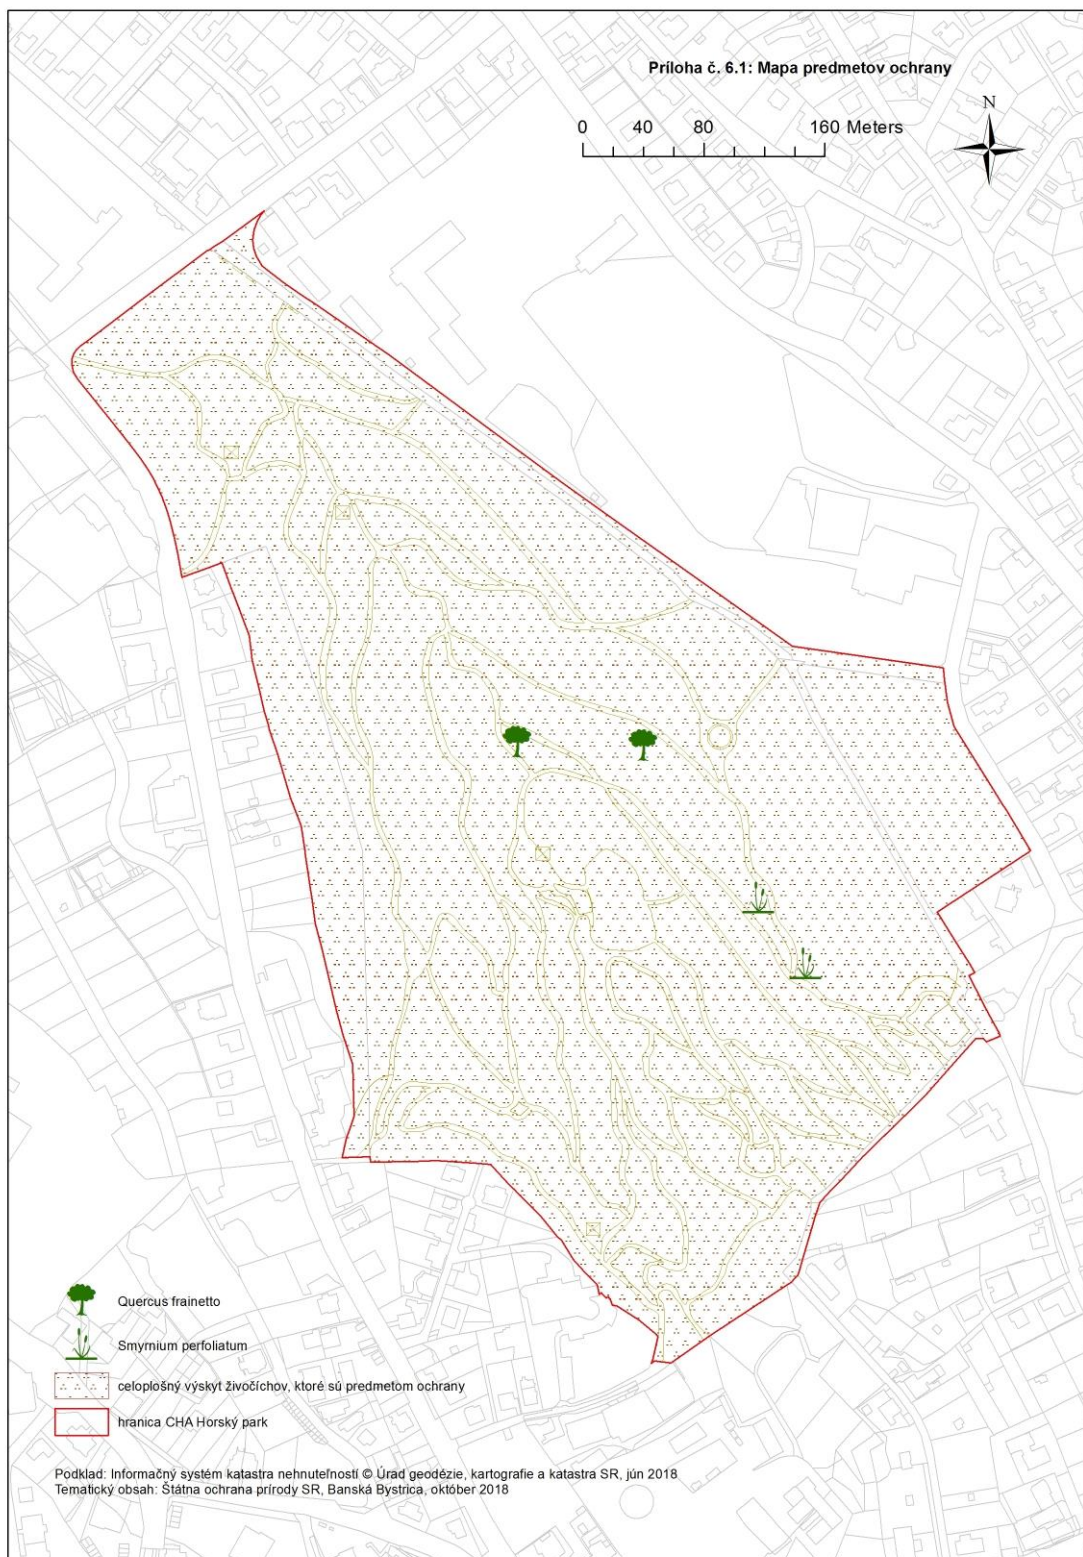 Príloha č. 6.1: Mapa predmetov ochrany
N
0 40 80 160 Meters
Quercus frainetto
Smyrnium perfoliatum
celoplošný výskyt živočíchov, ktoré sú predmetom ochrany
hranica CHA Horský park
Podklad: Informačný systém katastra nehnuteľností © Úrad geodézie, kartografie a katastra SR, jún 2018
Tematický obsah: Štátna ochrana prírody SR, Banská Bystrica, október 2018